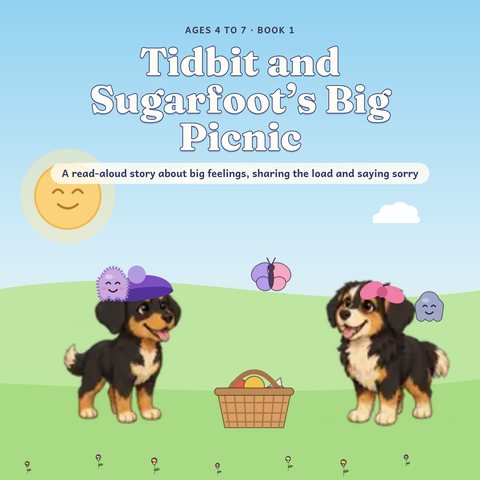 AGES 4 TO 7 · BOOK 1
Tidbit and
Sugarfoot’s Big
Picnic
A read-aloud story about big feelings, sharing the load and saying sorry